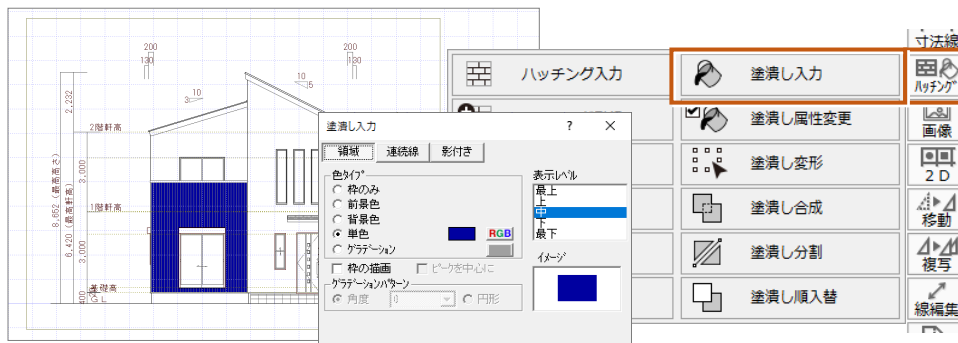 200
130
200
130
10
3
10
5
2,232
2階軒高
3,000
1階軒高
3,000
基礎高
GL
400
8,652 (最高高さ)
6,420 (最高軒高)
塗潰し入力
? ×
領域
連続線
影付き
色タイプ
枠のみ
前景色
背景色
単色
RGB
グラデーション
枠の描画
ピークを中心に
グラデーションパターン
角度
0
円形
表示レベル
最上
上
中
下
最下
イメージ
ハッチング入力
塗潰し入力
塗潰し属性変更
塗潰し変形
塗潰し合成
塗潰し分割
塗潰し順入替
寸法線
ハッチング
画像
2D
移動
複写
線編集